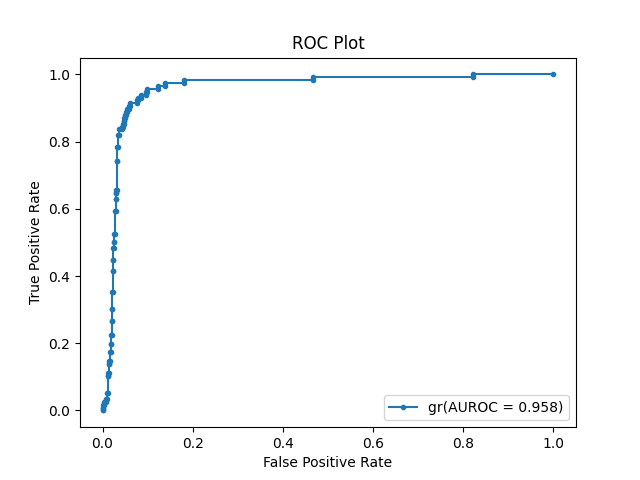 ROC Plot
True Positive Rate
1.0
0.8
0.6
0.4
0.2
0.0
0.0 0.2 0.4 0.6 0.8 1.0
False Positive Rate
gr(AUROC = 0.958)